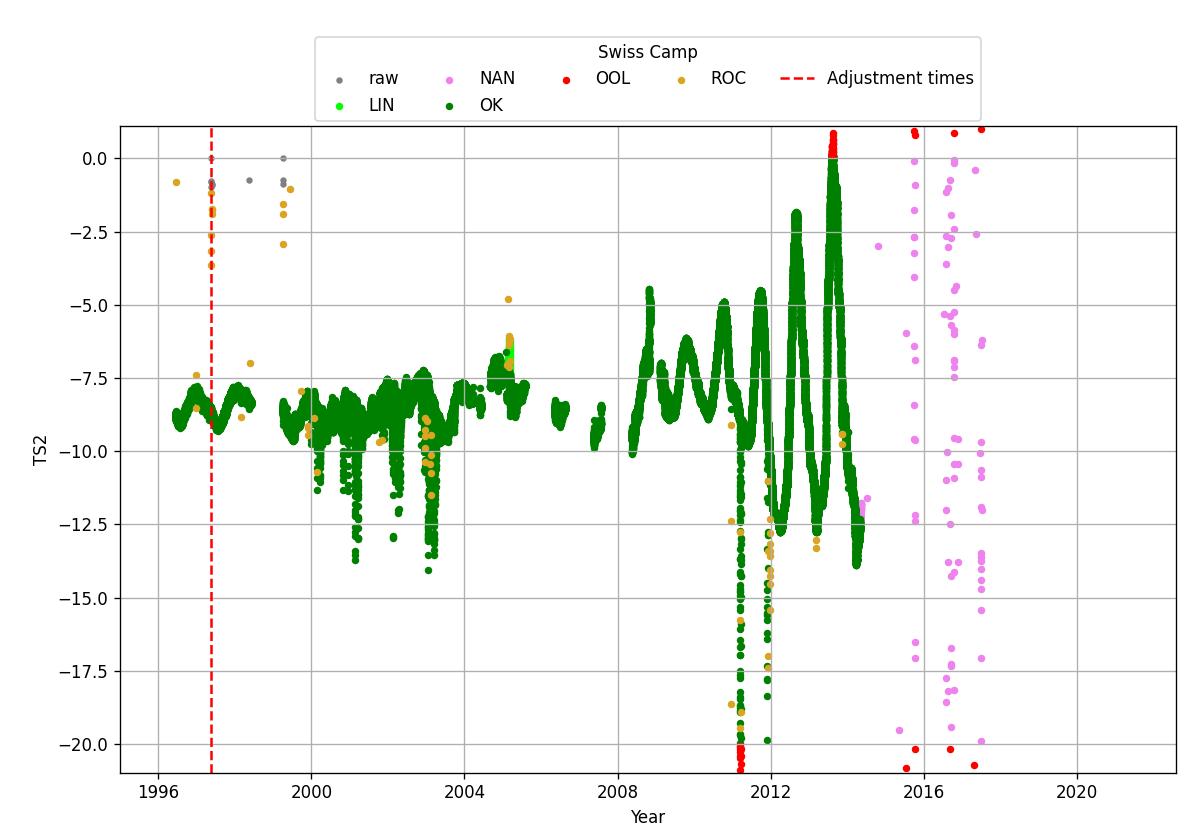 Swiss Camp
raw NAN OOL ROC Adjustment times
LIN OK
0.0
−2.5
−5.0
−7.5
−10.0
−12.5
−15.0
−17.5
−20.0
TS2
1996 2000 2004 2008 2012 2016 2020
Year